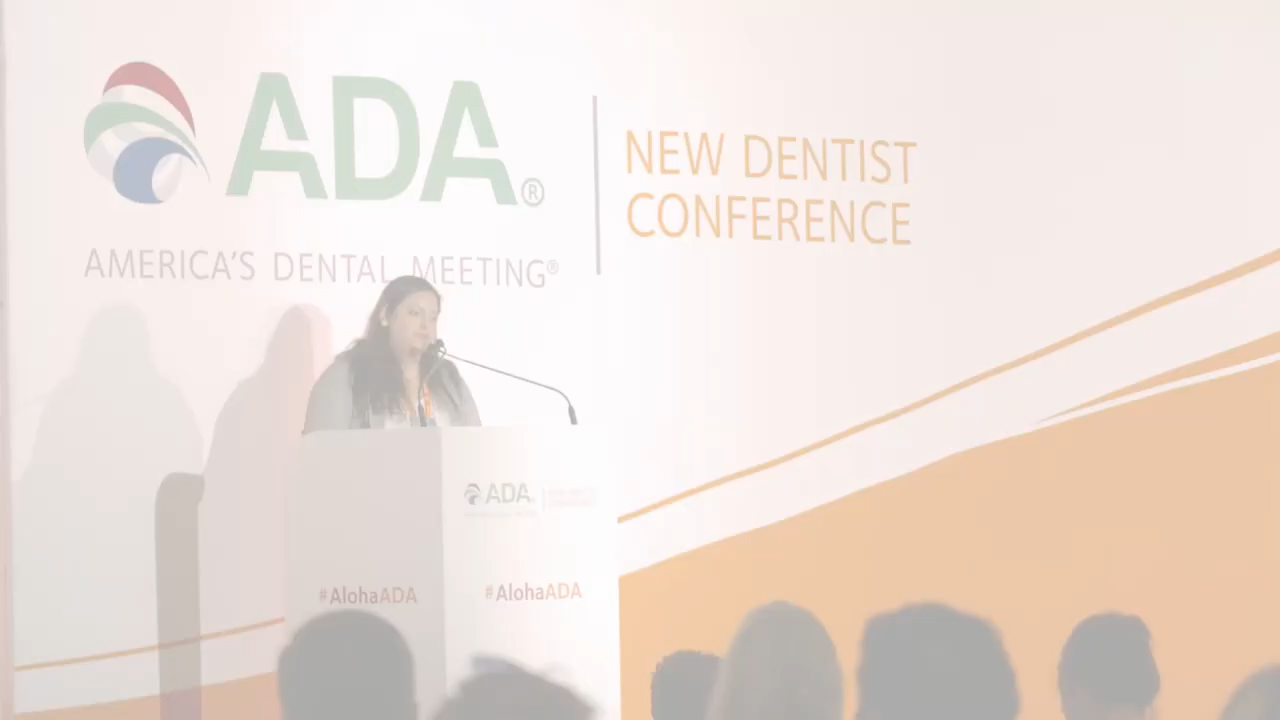 ADA®
AMERICA'S DENTAL MEETING®
NEW DENTIST
CONFERENCE
ADA
#AlohaADA
#AlohaADA